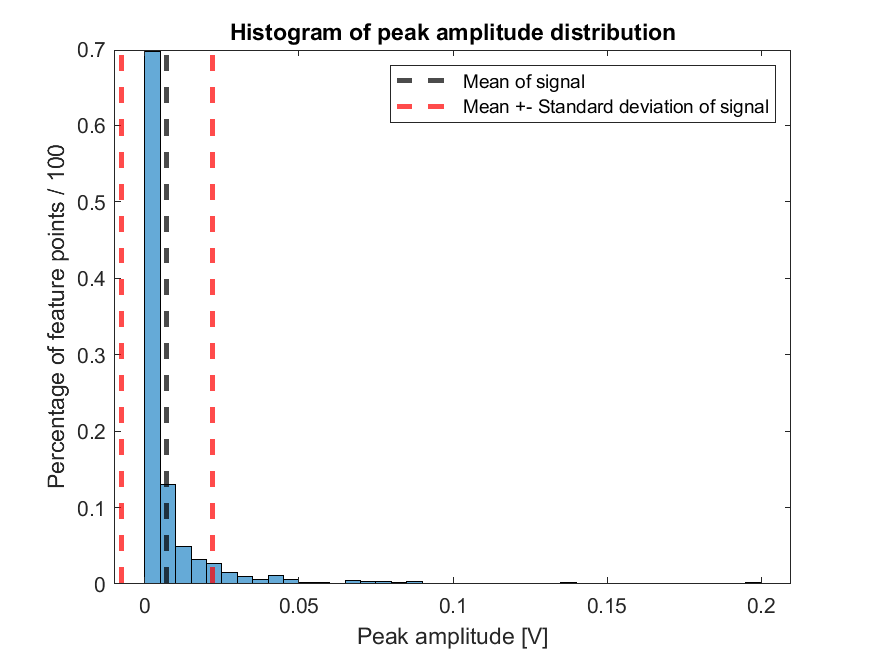 Histogram of peak amplitude distribution
Mean of signal
Mean +- Standard deviation of signal
Percentage of feature points / 100
0.7
0.6
0.5
0.4
0.3
0.2
0.1
0
0
0.05
0.1
0.15
0.2
Peak amplitude [V]